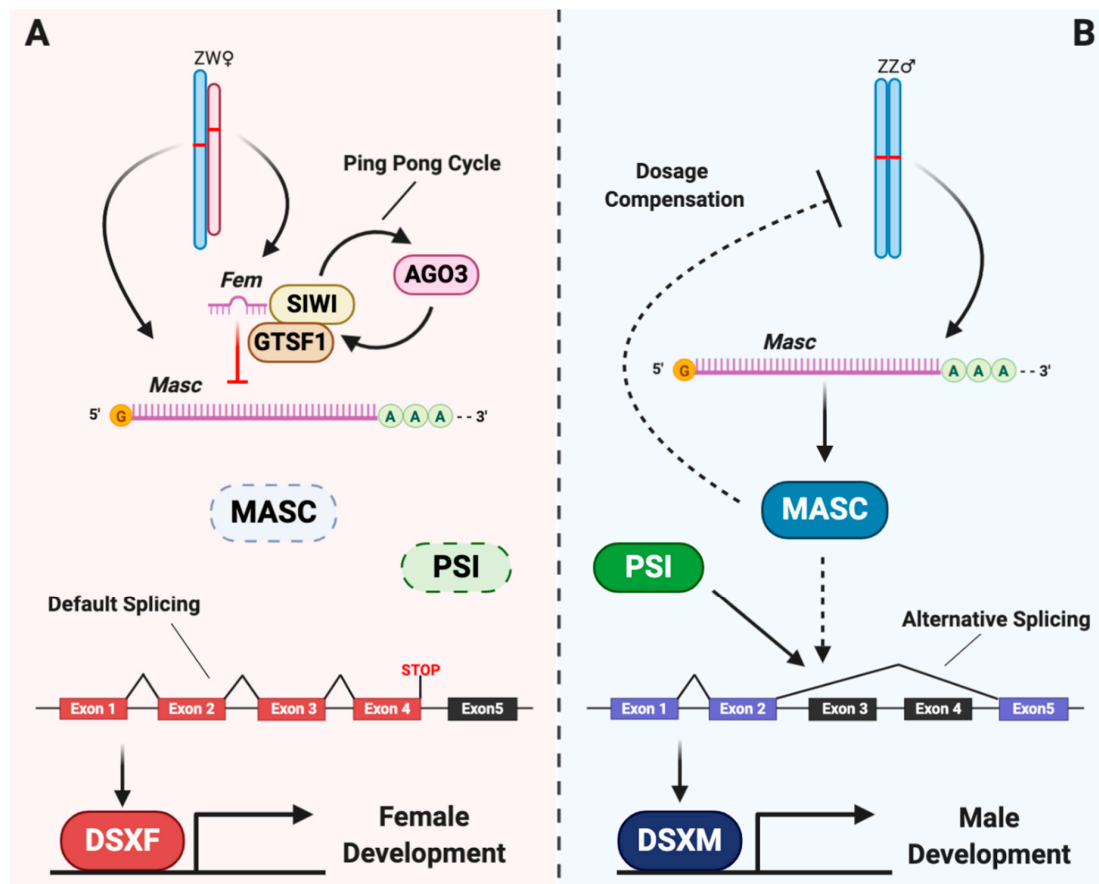 A
ZW♀
Ping Pong Cycle
Fem
SIWI
AGO3
GTSF1
Masc
5' G A A A --3'
MASC
PSI
Default Splicing
STOP
Exon 1 Exon 2 Exon 3 Exon 4 Exon5
DSXF
Female
Development
B
ZZ♂
Dosage
Compensation
Masc
5' G A A A --3'
MASC
PSI
Alternative Splicing
Exon 1 Exon 2 Exon 3 Exon 4 Exon5
DSXM
Male
Development